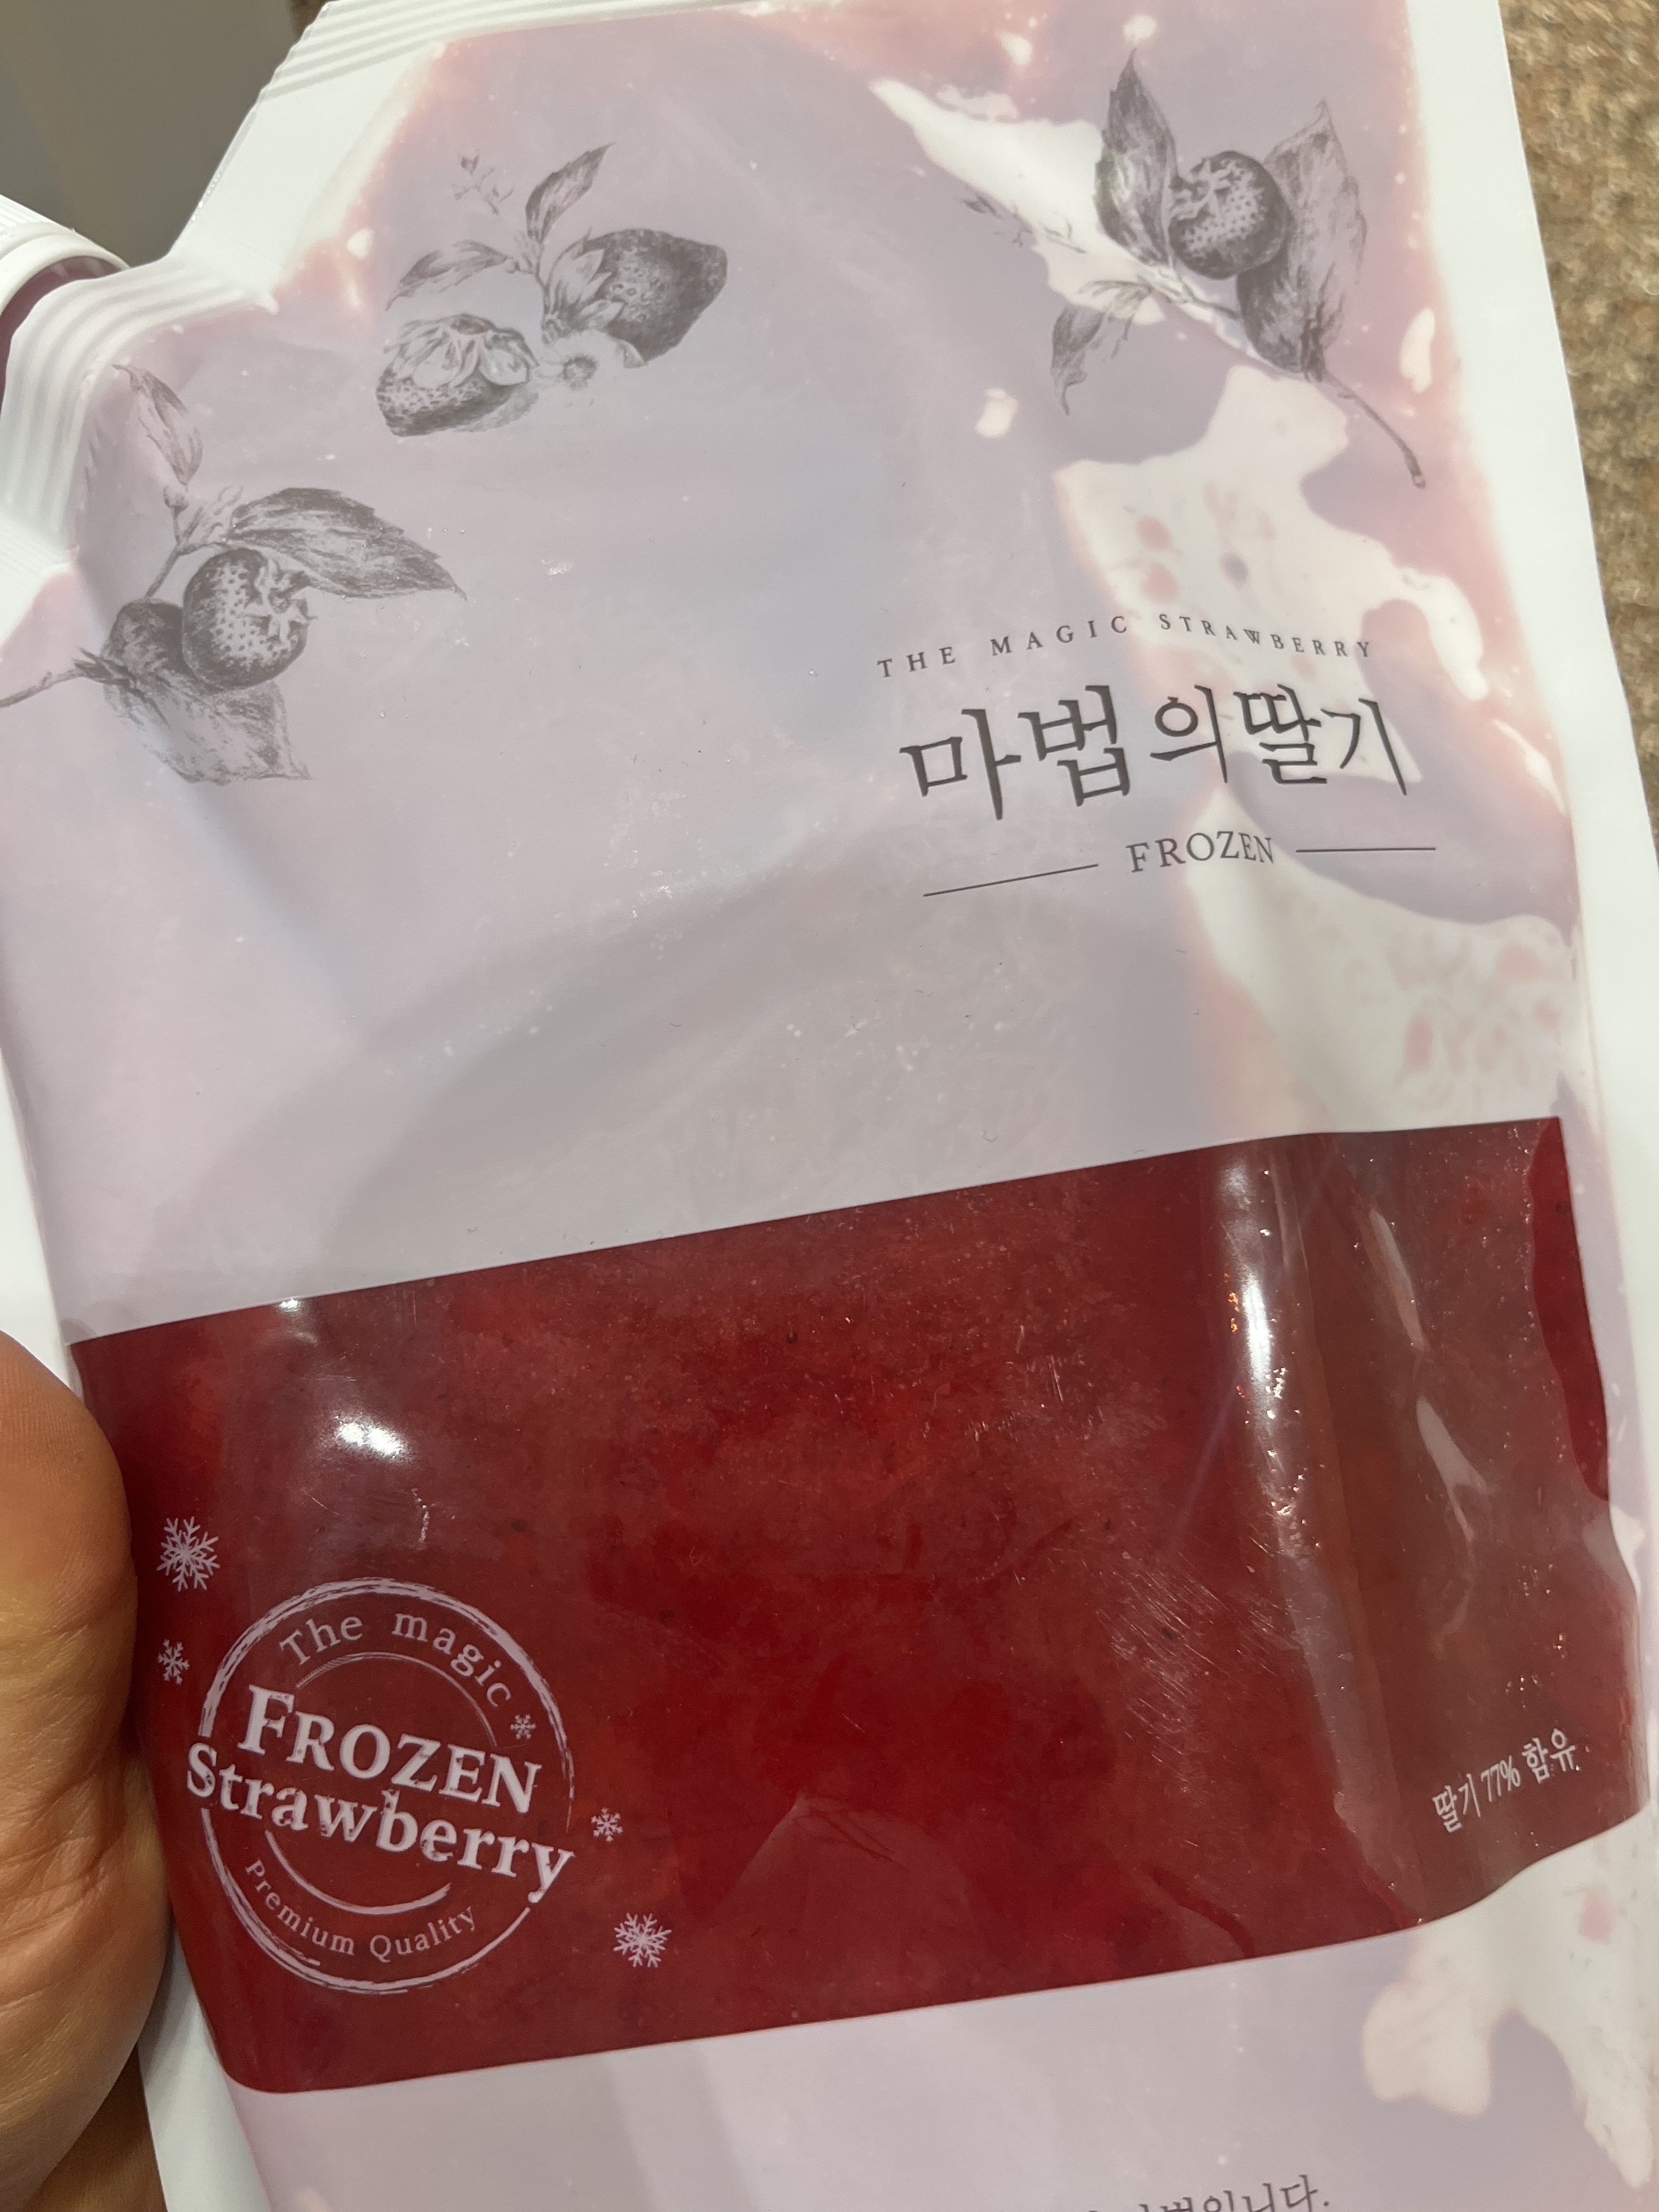 THE MAGIC STRAWBERRY
마법의딸기
FROZEN
The magic
FROZEN
Strawberry
Premium Quality
딸기 77% 함유